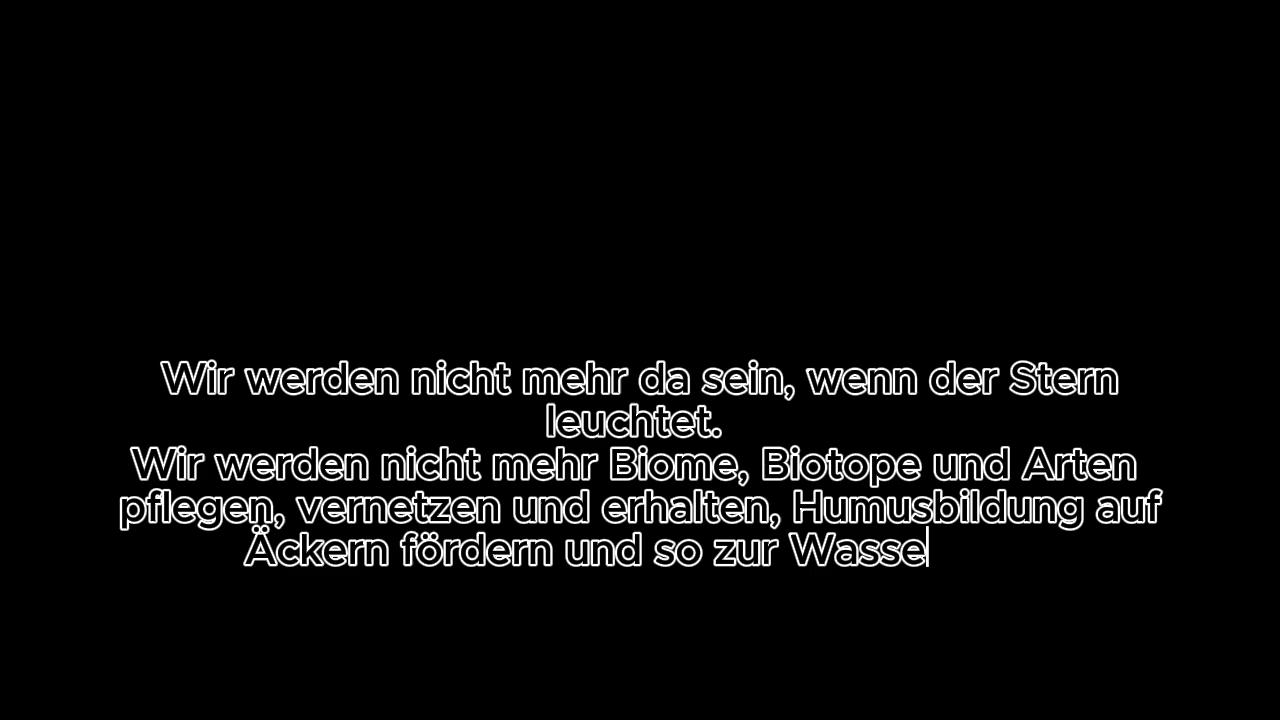 Wir werden nicht mehr da sein, wenn der Stern
leuchtet.
Wir werden nicht mehr Biome, Biotope und Arten
pflegen, vernetzen und erhalten, Humusbildung auf
Äckern fördern und so zur Wasse